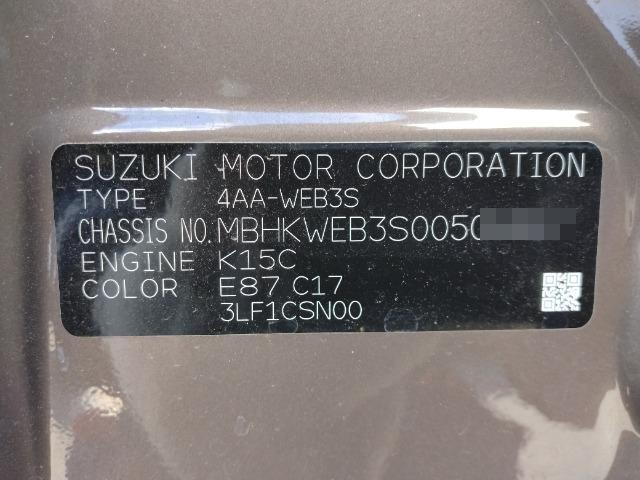 SUZUKI MOTOR CORPORATION
TYPE 4AA-WEB3S
CHASSIS NO. MBHKWEB3S0050
ENGINE K15C
COLOR E87 C17
3LF1CSN00